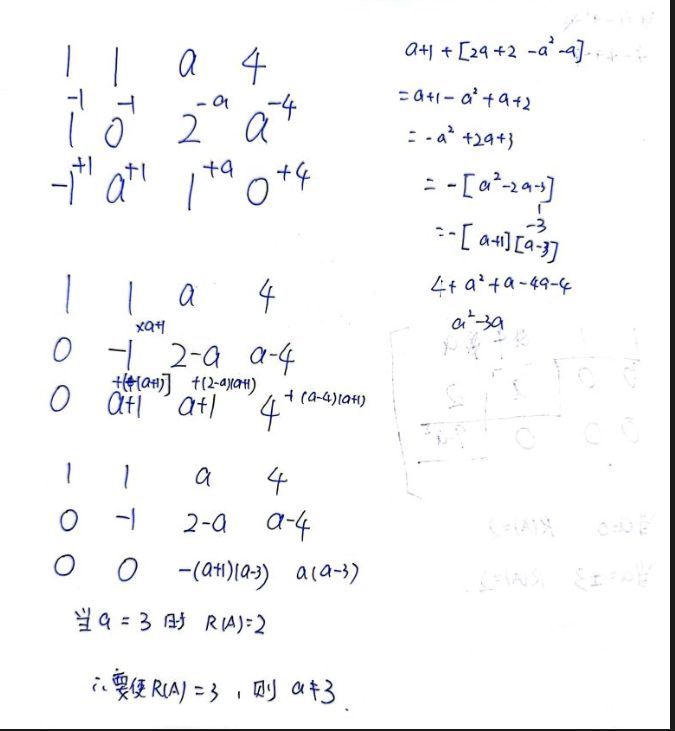 1 1 a 4
1⁻¹ 0⁻¹ 2⁻ᵃ a⁻⁴
-1⁺¹ a⁺¹ 1⁺ᵃ 0⁺⁴
1 1 a 4
×a+1
0 -1 2-a a-4
+(2-a)(a+1)
0 a+1 a+1 4+(a-4)(a+1)
1 1 a 4
0 -1 2-a a-4
0 0 -(a+1)(a-3) a(a-3)
当a=3时 R(A)=2
∴要使R(A)=3,则 a≠3.
a+1+[2a+2-a²-a]
=a+1-a²+a+2
=-a²+2a+3
=-[a²-2a-3]
1
-3
=-[a+1][a-3]
4+a²+a-4a-4
a²-3a